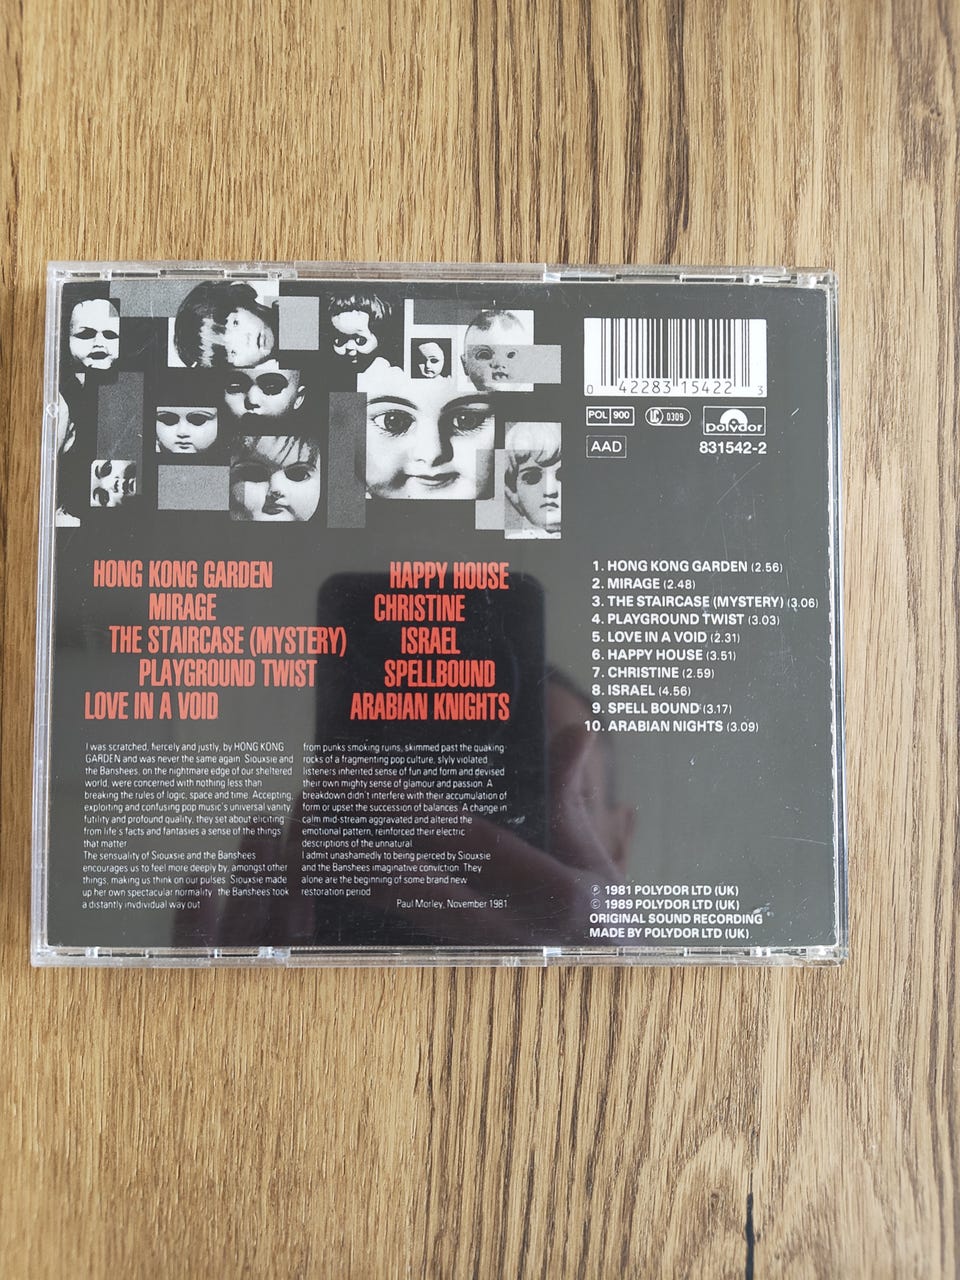 0 42283 15422 3
POL 900
LC 0309
polydor
AAD
831542-2
HONG KONG GARDEN
MIRAGE
THE STAIRCASE (MYSTERY)
PLAYGROUND TWIST
LOVE IN A VOID
HAPPY HOUSE
CHRISTINE
ISRAEL
SPELLBOUND
ARABIAN KNIGHTS
1. HONG KONG GARDEN (2.56)
2. MIRAGE (2.48)
3. THE STAIRCASE (MYSTERY) (3.06)
4. PLAYGROUND TWIST (3.03)
5. LOVE IN A VOID (2.31)
6. HAPPY HOUSE (3.51)
7. CHRISTINE (2.59)
8. ISRAEL (4.56)
9. SPELL BOUND (3.17)
10. ARABIAN NIGHTS (3.09)
I was scratched, fiercely and justly, by HONG KONG
GARDEN and was never the same again. Siouxsie and
the Banshees, on the nightmare edge of our sheltered
world, were concerned with nothing less than
breaking the rules of logic, space and time. Accepting,
exploiting and confusing pop music's universal vanity,
futility and profound quality, they set about eliciting
from life's facts and fantasies a sense of the things
that matter.
The sensuality of Siouxsie and the Banshees
encourages us to feel more deeply by, amongst other
things, making us think on our pulses. Siouxsie made
up her own spectacular normality: the Banshees took
a distantly invdividual way out
from punks smoking ruins, skimmed past the quaking
rocks of a fragmenting pop culture, slyly violated
listeners inherited sense of fun and form and devised
their own mighty sense of glamour and passion. A
breakdown didn't interfere with their accumulation of
form or upset the succession of balances. A change in
calm mid-stream aggravated and altered the
emotional pattern, reinforced their electric
descriptions of the unnatural.
I admit unashamedly to being pierced by Siouxsie
and the Banshees imaginative conviction. They
alone are the beginning of some brand new
restoration period.
Paul Morley, November 1981
Ⓟ 1981 POLYDOR LTD (UK)
© 1989 POLYDOR LTD (UK)
ORIGINAL SOUND RECORDING
MADE BY POLYDOR LTD (UK)